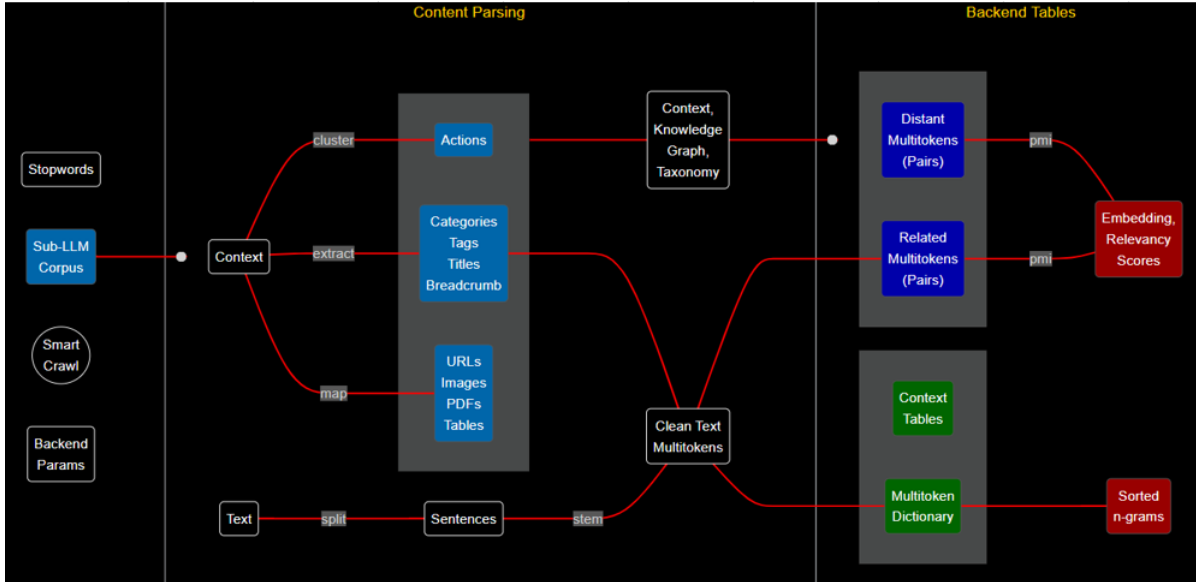 Content Parsing
Backend Tables
Stopwords
Sub-LLM
Corpus
Smart
Crawl
Backend
Params
Context
cluster
extract
map
Actions
Categories
Tags
Titles
Breadcrumb
URLs
Images
PDFs
Tables
Text
split
Sentences
stem
Context,
Knowledge
Graph,
Taxonomy
Clean Text
Multitokens
Distant
Multitokens
(Pairs)
pmi
Related
Multitokens
(Pairs)
pmi
Embedding,
Relevancy
Scores
Context
Tables
Multitoken
Dictionary
Sorted
n-grams